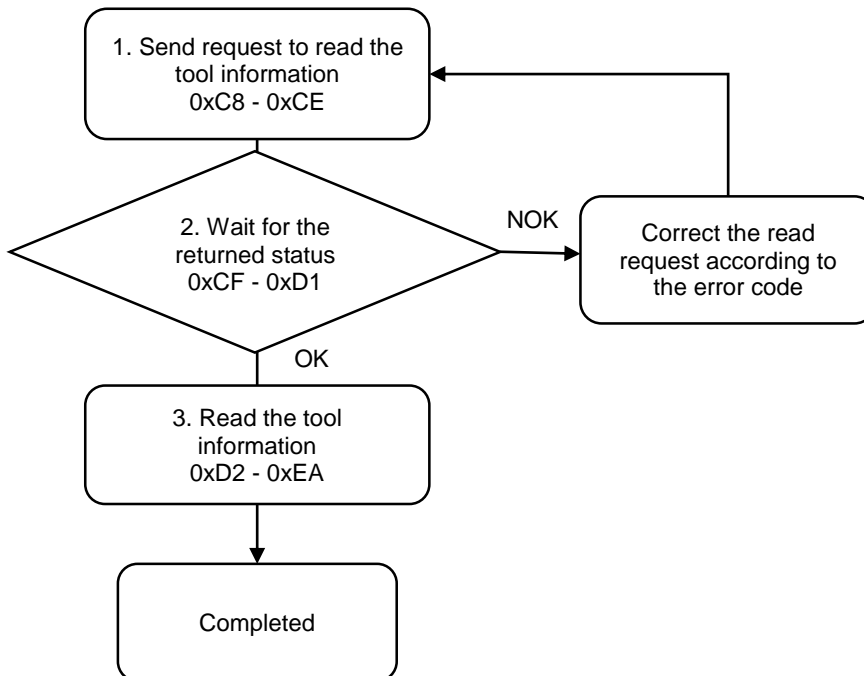 1. Send request to read the
tool information
0xC8 - 0xCE
2. Wait for the
returned status
0xCF - 0xD1
NOK
Correct the read
request according to
the error code
OK
3. Read the tool
information
0xD2 - 0xEA
Completed